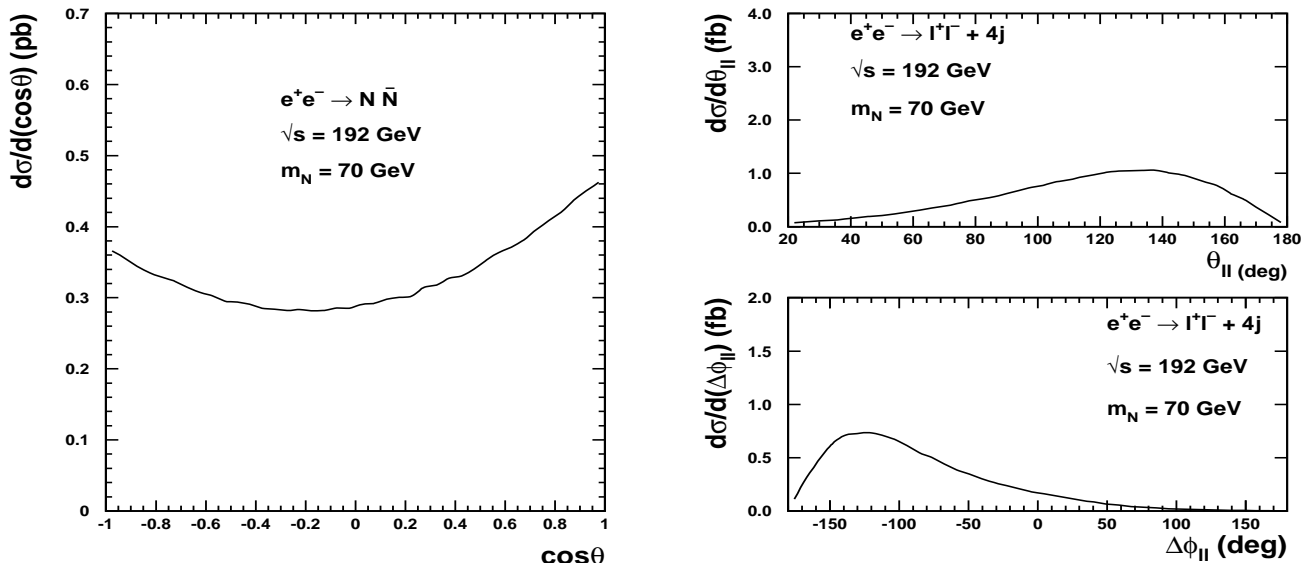 dσ/d(cosθ) (pb)
0.7
0.6
0.5
0.4
0.3
0.2
0.1
0
e⁺e⁻ → N N̄
√s = 192 GeV
m_N = 70 GeV
-1 -0.8 -0.6 -0.4 -0.2 0 0.2 0.4 0.6 0.8 1
cosθ
dσ/dθ_ll (fb)
4.0
3.0
2.0
1.0
0.0
e⁺e⁻ → l⁺l⁻ + 4j
√s = 192 GeV
m_N = 70 GeV
20 40 60 80 100 120 140 160 180
θ_ll (deg)
dσ/d(Δϕ_ll) (fb)
2.0
1.5
1.0
0.5
0.0
e⁺e⁻ → l⁺l⁻ + 4j
√s = 192 GeV
m_N = 70 GeV
-150 -100 -50 0 50 100 150
Δϕ_ll (deg)